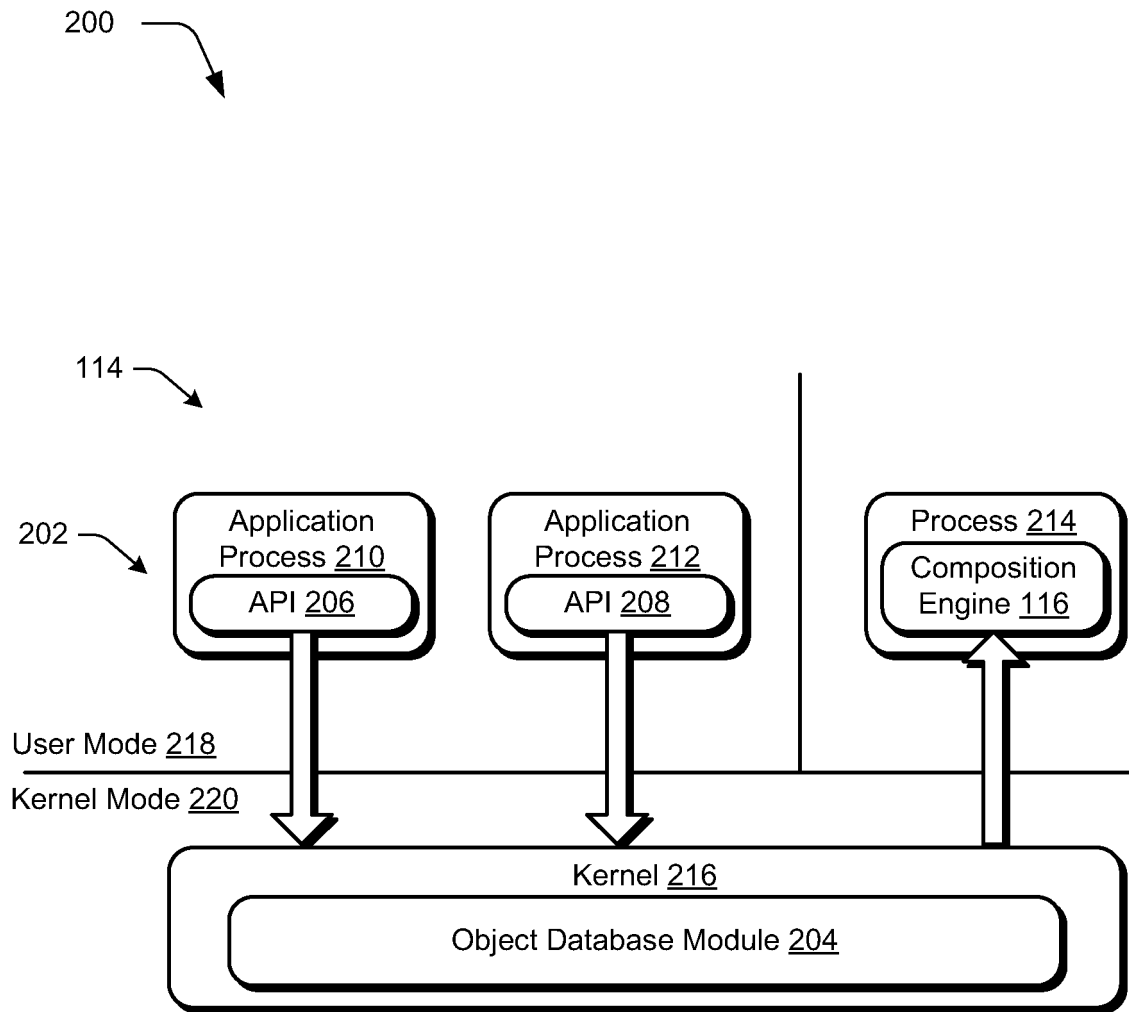 200
114
202
Application
Process 210
API 206
Application
Process 212
API 208
Process 214
Composition
Engine 116
User Mode 218
Kernel Mode 220
Kernel 216
Object Database Module 204